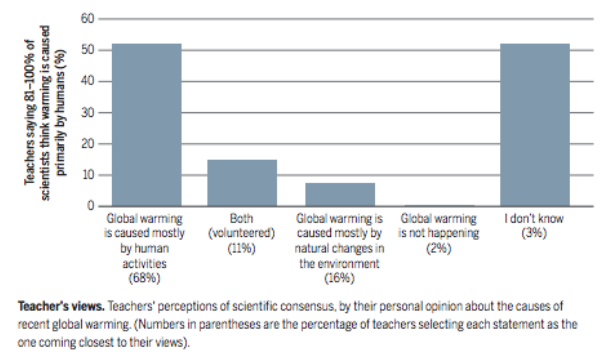 Teachers saying 81–100% of
scientists think warming is caused
primarily by humans (%)
60
50
40
30
20
10
0
Global warming
is caused mostly
by human
activities
(68%)
Both
(volunteered)
(11%)
Global warming is
caused mostly by
natural changes in
the environment
(16%)
Global warming
is not happening
(2%)
I don't know
(3%)
Teacher's views. Teachers' perceptions of scientific consensus, by their personal opinion about the causes of
recent global warming. (Numbers in parentheses are the percentage of teachers selecting each statement as the
one coming closest to their views).